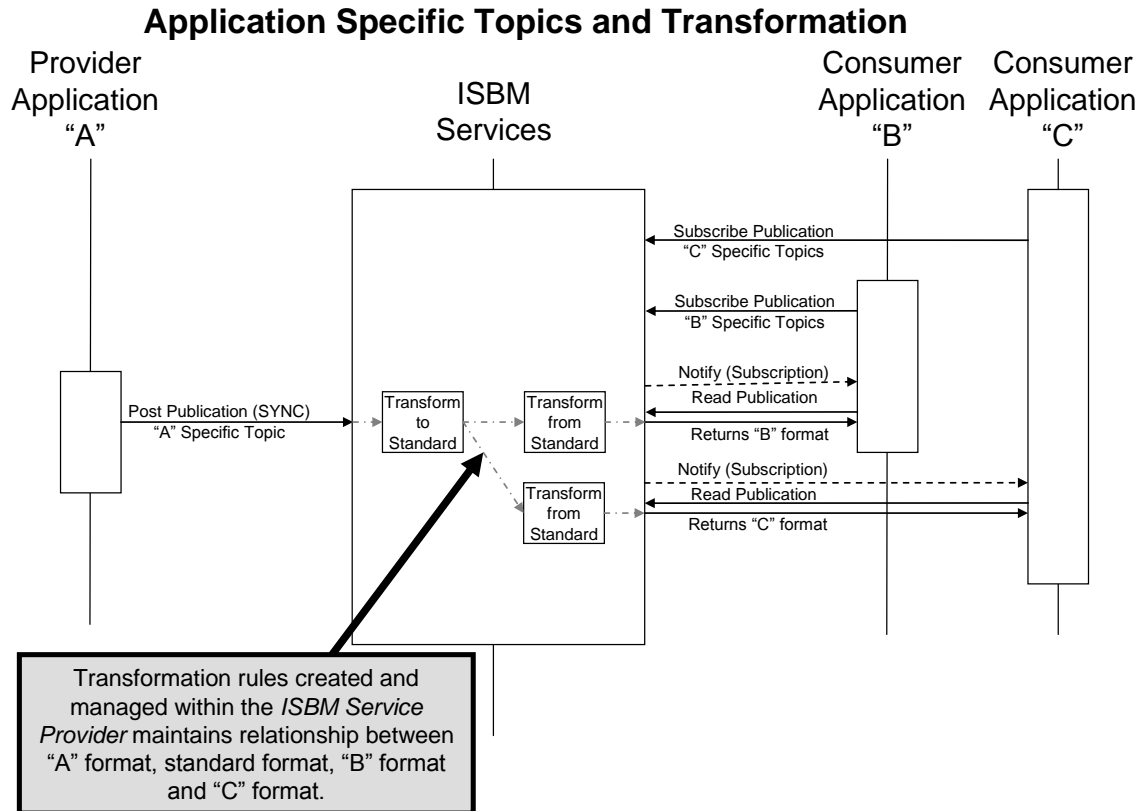 Application Specific Topics and Transformation
Provider
Application
“A”
ISBM
Services
Consumer
Application
“B”
Consumer
Application
“C”
Subscribe Publication
“C” Specific Topics
Subscribe Publication
“B” Specific Topics
Notify (Subscription)
Read Publication
Returns “B” format
Post Publication (SYNC)
“A” Specific Topic
Transform
to
Standard
Transform
from
Standard
Notify (Subscription)
Read Publication
Returns “C” format
Transform
from
Standard
Transformation rules created and
managed within the ISBM Service
Provider maintains relationship between
“A” format, standard format, “B” format
and “C” format.